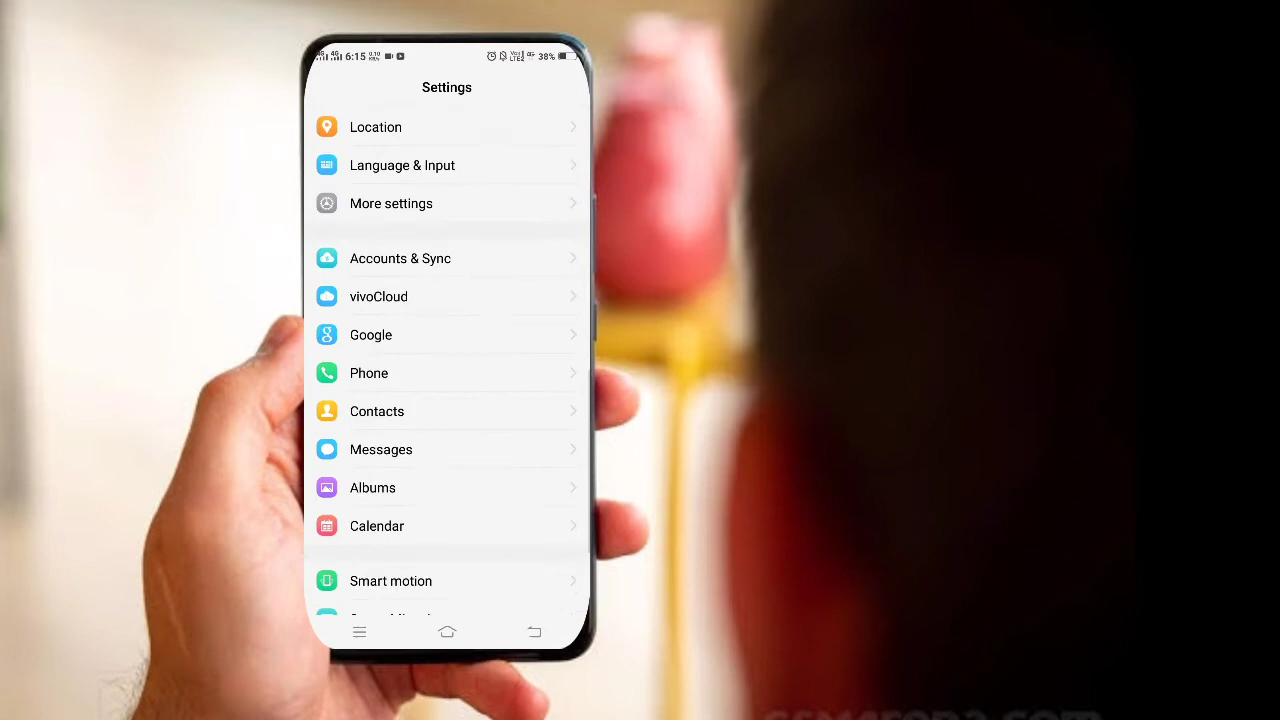 6:15 38%
Settings
Location
Language & Input
More settings
Accounts & Sync
vivoCloud
Google
Phone
Contacts
Messages
Albums
Calendar
Smart motion